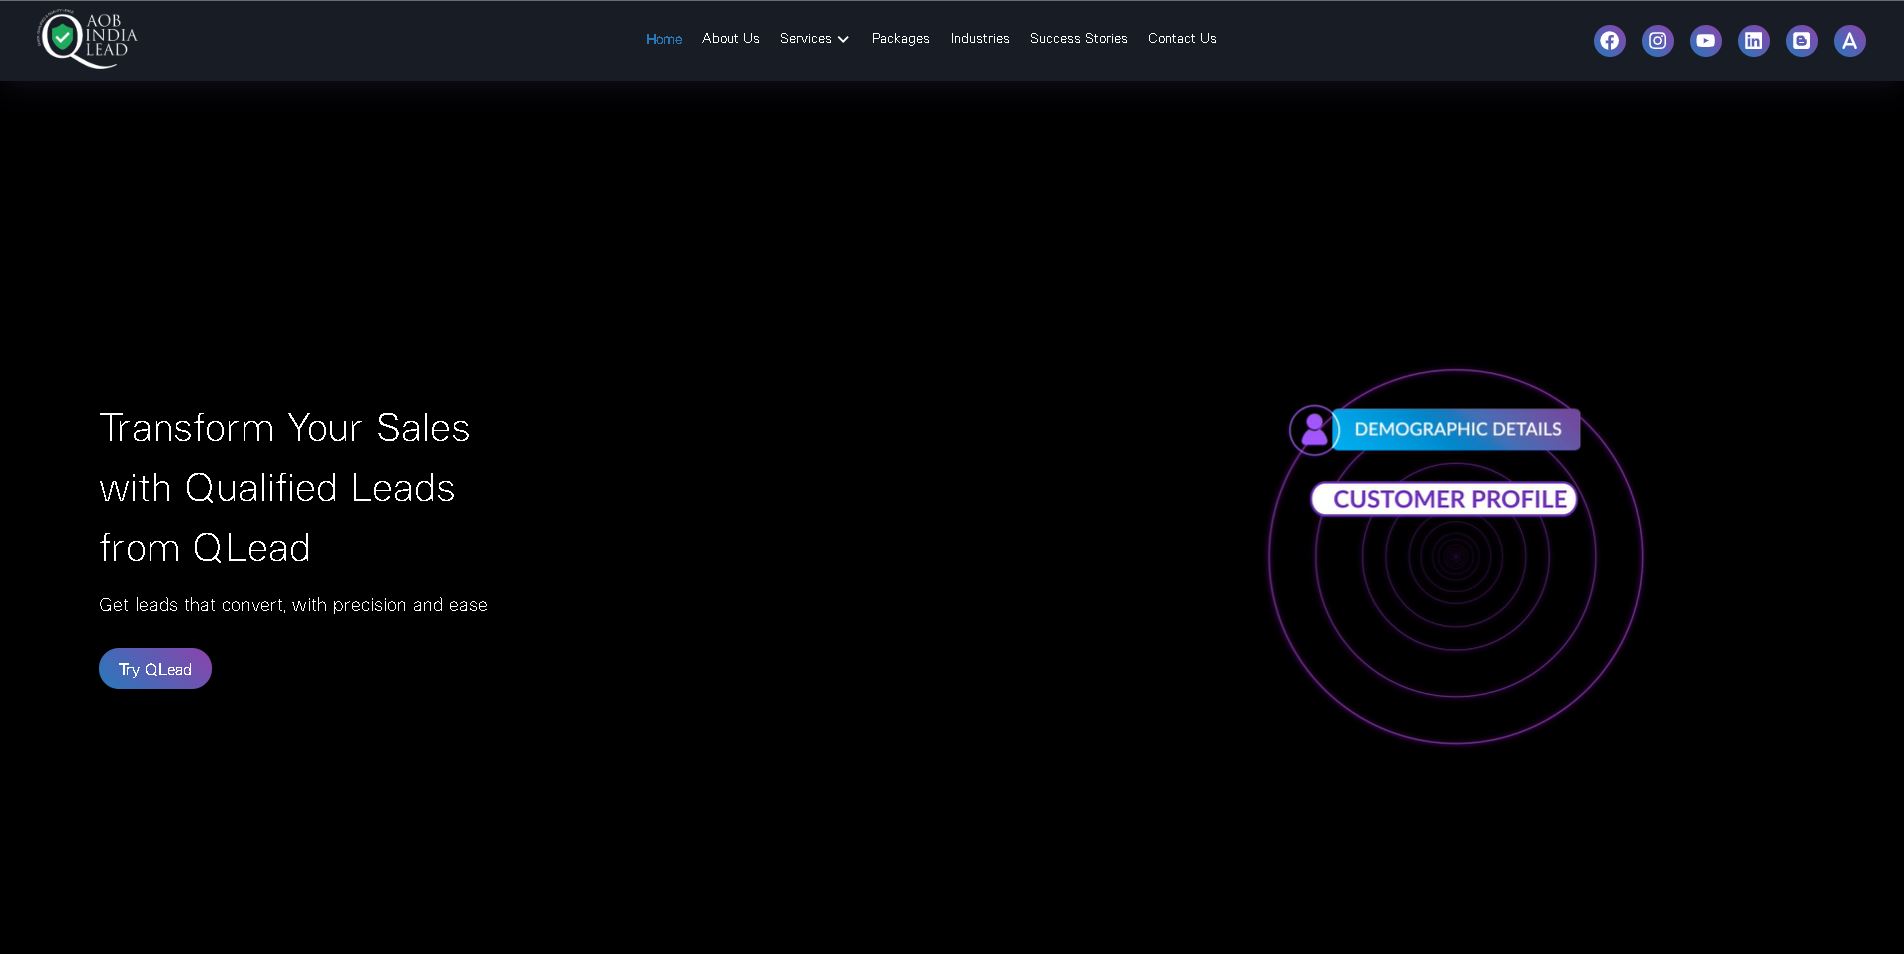 AOB
INDIA
LEAD
Home About Us Services Packages Industries Success Stories Contact Us
Transform Your Sales
with Qualified Leads
from QLead
Get leads that convert, with precision and ease
Try QLead
DEMOGRAPHIC DETAILS
CUSTOMER PROFILE